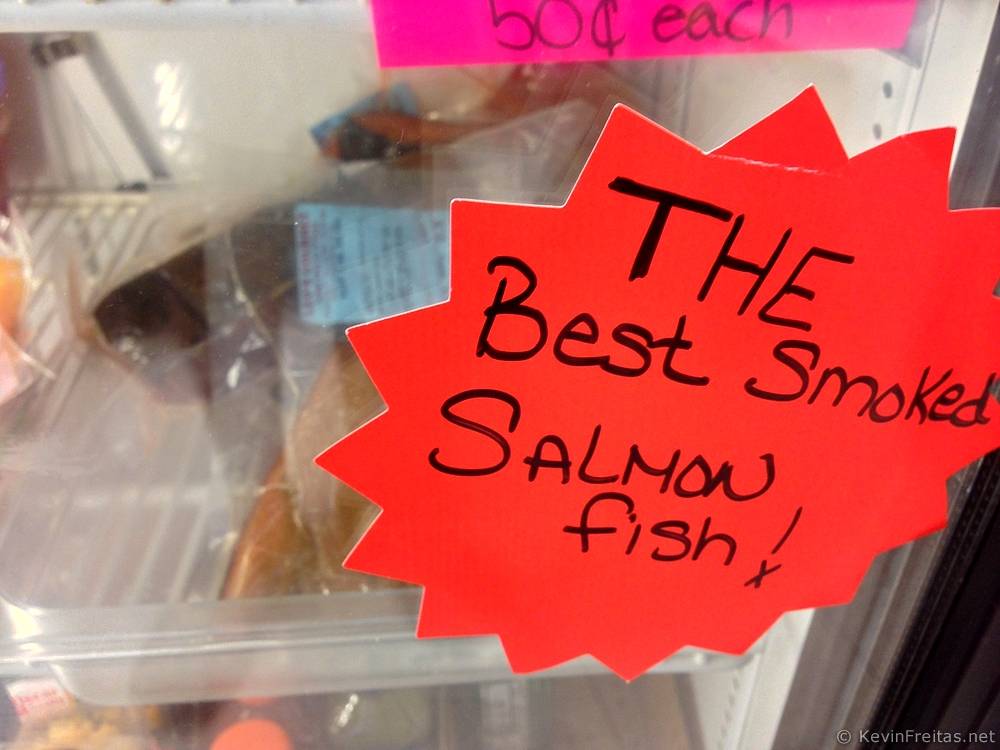 50¢ each
THE
Best Smoked
SALMON
fish!
© KevinFreitas.net